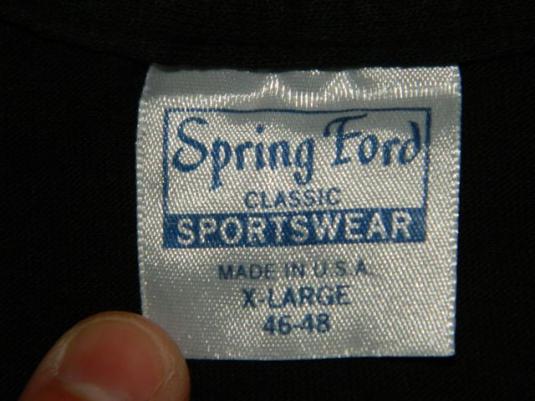 Spring Ford
CLASSIC
SPORTSWEAR
MADE IN U.S.A.
X-LARGE
46-48